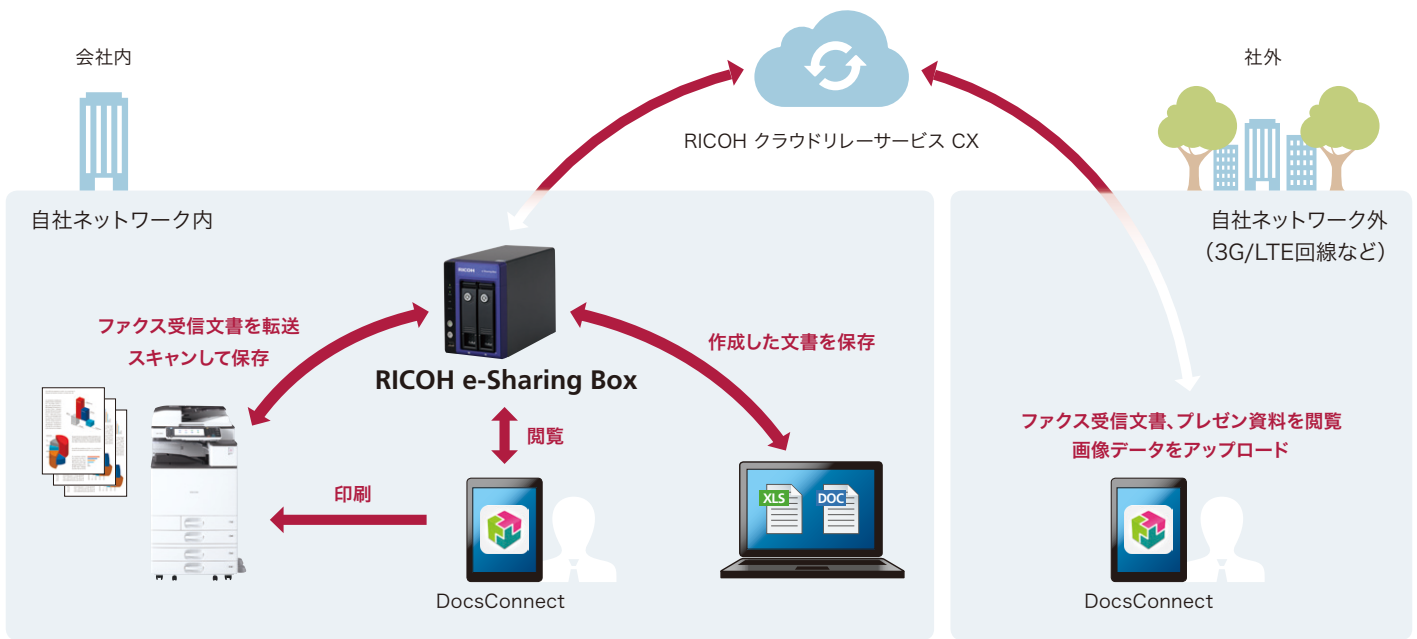 会社内
社外
RICOH クラウドリレーサービス CX
自社ネットワーク内
自社ネットワーク外
（3G/LTE回線など）
RICOH
ファクス受信文書を転送
スキャンして保存
作成した文書を保存
RICOH e-Sharing Box
閲覧
印刷
XLS
DOC
ファクス受信文書、プレゼン資料を閲覧
画像データをアップロード
DocsConnect
DocsConnect